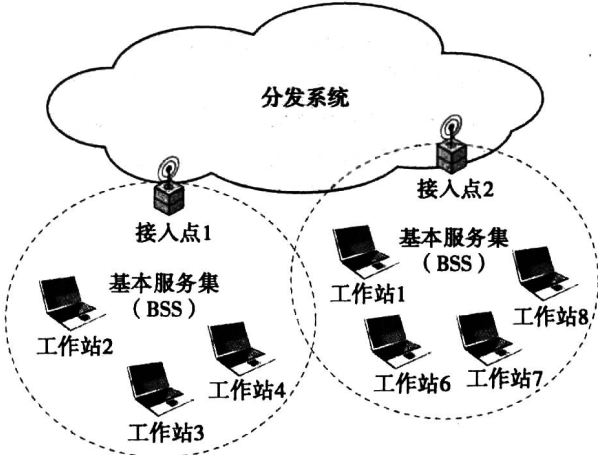 分发系统
接入点2
接入点1
基本服务集
（BSS）
工作站1
工作站8
工作站6
工作站7
基本服务集
（BSS）
工作站2
工作站4
工作站3